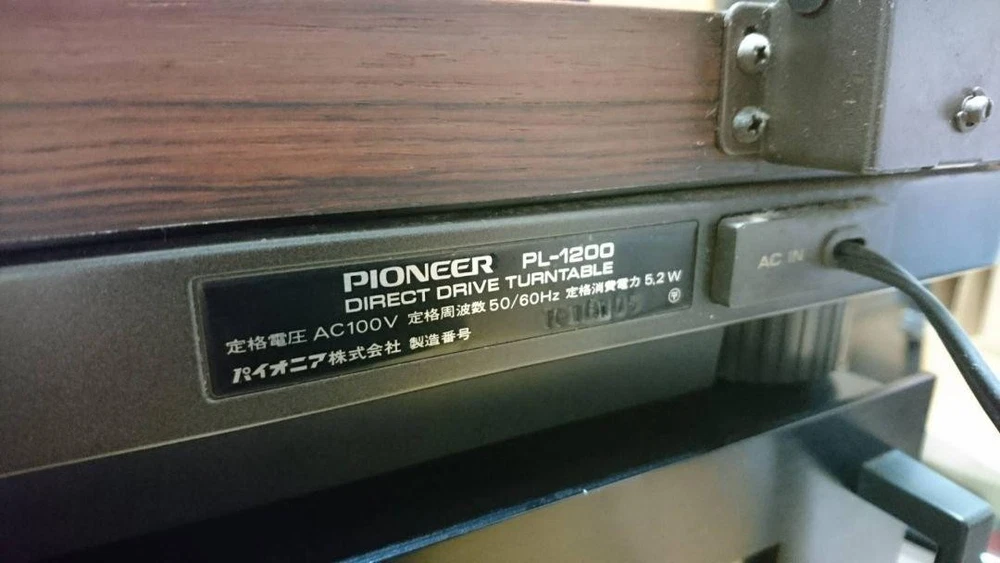 PIONEER PL-1200
DIRECT DRIVE TURNTABLE
定格電圧 AC100V 定格周波数 50/60Hz 定格消費電力 5.2W
パイオニア株式会社 製造番号
AC IN